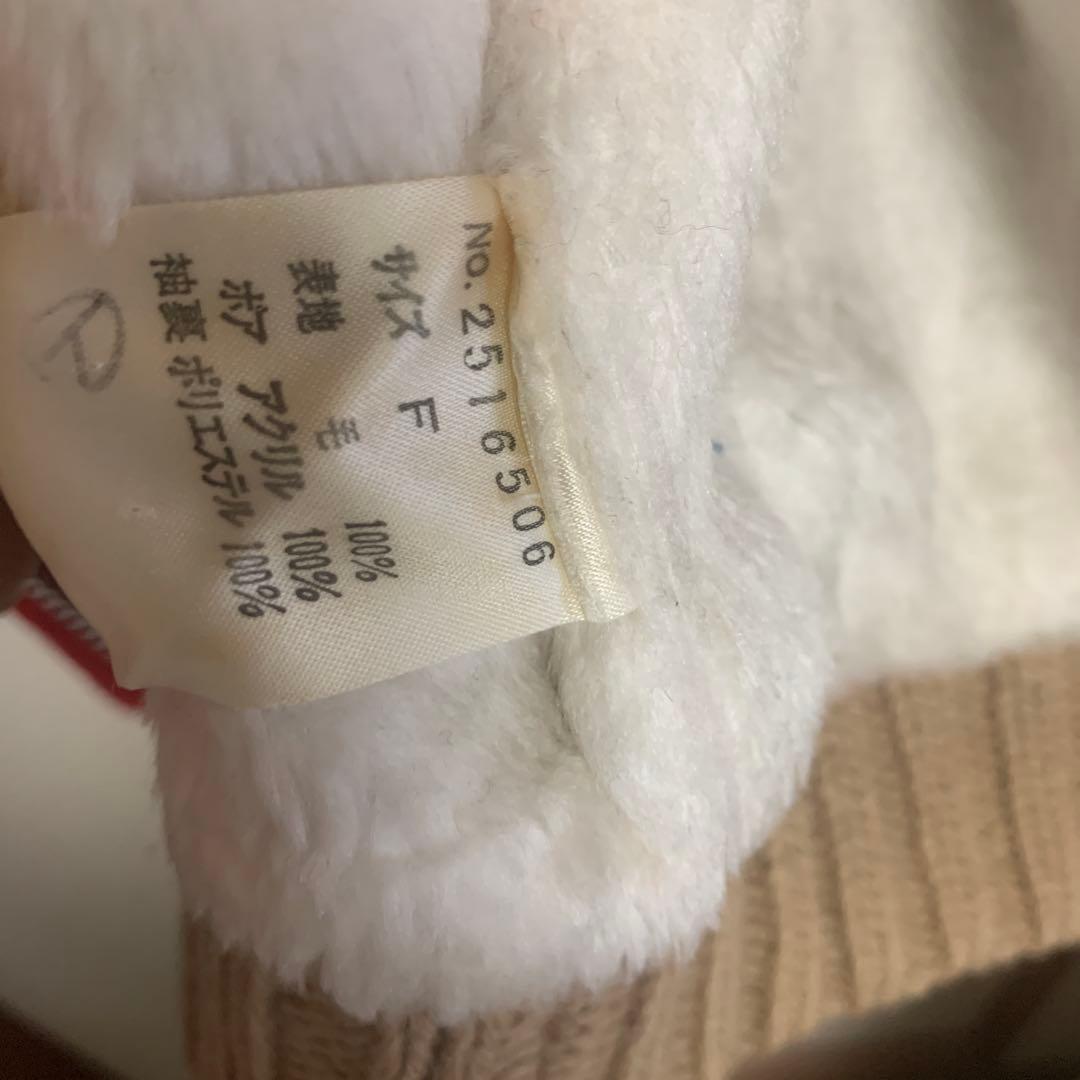 NO. 2516506
サイズ F
表地 毛 100%
ボア アクリル 100%
袖裏 ポリエステル 100%